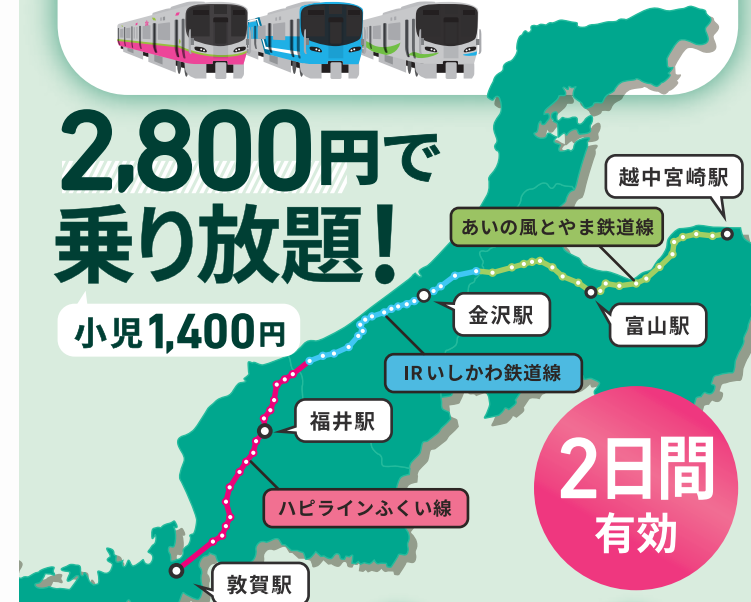 2,800円で
乗り放題!
小児1,400円
越中宮崎駅
あいの風とやま鉄道線
金沢駅
富山駅
IRいしかわ鉄道線
福井駅
2日間
有効
ハピラインふくい線
敦賀駅